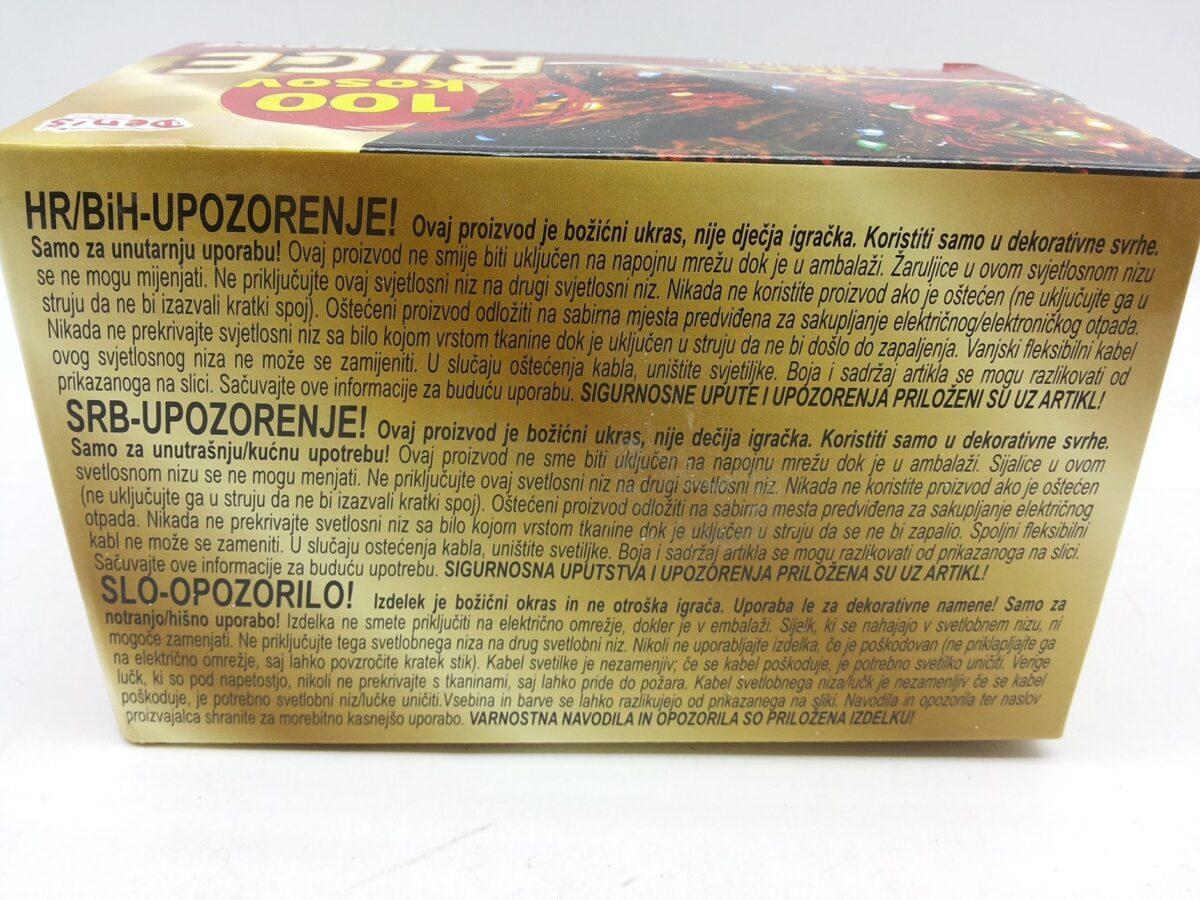 RIGE
100
kosov
Denis
HR/BiH-UPOZORENJE! Ovaj proizvod je božićni ukras, nije dječja igračka. Koristiti samo u dekorativne svrhe.
Samo za unutarnju uporabu! Ovaj proizvod ne smije biti uključen na napojnu mrežu dok je u ambalaži. Žaruljice u ovom svjetlosnom nizu
se ne mogu mijenjati. Ne priključujte ovaj svjetlosni niz na drugi svjetlosni niz. Nikada ne koristite proizvod ako je oštećen (ne uključujte ga u
struju da ne bi izazvali kratki spoj). Oštećeni proizvod odložiti na sabirna mjesta predviđena za sakupljanje električnog/elektroničkog otpada.
Nikada ne prekrivajte svjetlosni niz sa bilo kojom vrstom tkanine dok je uključen u struju da ne bi došlo do zapaljenja. Vanjski fleksibilni kabel
ovog svjetlosnog niza ne može se zamijeniti. U slučaju oštećenja kabla, uništite svjetiljke. Boja i sadržaj artikla se mogu razlikovati od
prikazanoga na slici. Sačuvajte ove informacije za buduću uporabu. SIGURNOSNE UPUTE I UPOZORENJA PRILOŽENI SU UZ ARTIKL!
SRB-UPOZORENJE! Ovaj proizvod je božićni ukras, nije dečija igračka. Koristiti samo u dekorativne svrhe.
Samo za unutrašnju/kućnu upotrebu! Ovaj proizvod ne sme biti uključen na napojnu mrežu dok je u ambalaži. Sijalice u ovom
svetlosnom nizu se ne mogu menjati. Ne priključujte ovaj svetlosni niz na drugi svetlosni niz. Nikada ne koristite proizvod ako je oštećen
(ne uključujte ga u struju da ne bi izazvali kratki spoj). Oštećeni proizvod odložiti na sabirna mesta predviđena za sakupljanje električnog
otpada. Nikada ne prekrivajte svetlosni niz sa bilo kojom vrstom tkanine dok je uključen u struju da se ne bi zapalio. Spoljni fleksibilni
kabl ne može se zameniti. U slučaju ostećenja kabla, uništite svetiljke. Boja i sadržaj artikla se mogu razlikovati od prikazanoga na slici.
Sačuvajte ove informacije za buduću upotrebu. SIGURNOSNA UPUTSTVA I UPOZORENJA PRILOŽENA SU UZ ARTIKL!
SLO-OPOZORILO! Izdelek je božični okras in ne otroška igrača. Uporaba le za dekorativne namene! Samo za
notranjo/hišno uporabo! Izdelka ne smete priključiti na električno omrežje, dokler je v embalaži. Sijalk, ki se nahajajo v svetlobnem nizu, ni
mogoče zamenjati. Ne priključujte tega svetlobnega niza na drug svetlobni niz. Nikoli ne uporabljajte izdelka, če je poškodovan (ne priklapljajte ga
na električno omrežje, saj lahko povzročite kratek stik). Kabel svetilke je nezamenjiv; če se kabel poškoduje, je potrebno svetilko uničiti. Verige
lučk, ki so pod napetostjo, nikoli ne prekrivajte s tkaninami, saj lahko pride do požara. Kabel svetlobnega niza/lučk je nezamenljiv če se kabel
poškoduje, je potrebno svetlobni niz/lučke uničiti. Vsebina in barve se lahko razlikujejo od prikazanega na sliki. Navodila in opozorila ter naslov
proizvajalca shranite za morebitno kasnejšo uporabo. VARNOSTNA NAVODILA IN OPOZORILA SO PRILOŽENA IZDELKU!